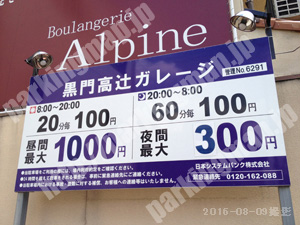 Boulangerie
Alpine
黒門高辻ガレージ
管理No 6291
8:00～20:00
20分毎 100円
20:00～8:00
60分毎 100円
昼間最大 1000円
夜間最大 300円
日本システムバンク株式会社
緊急連絡先 0120-162-088
2016-03-09撮影